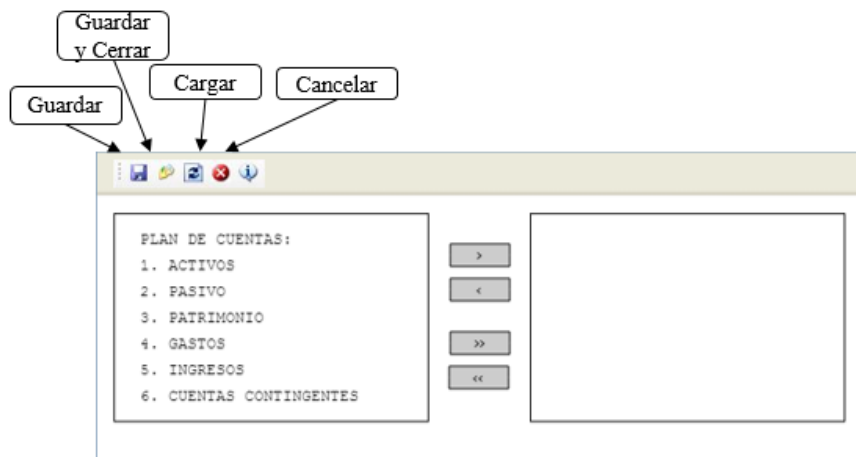 Guardar
y Cerrar
Cargar
Cancelar
Guardar
PLAN DE CUENTAS:
1. ACTIVOS
2. PASIVO
3. PATRIMONIO
4. GASTOS
5. INGRESOS
6. CUENTAS CONTINGENTES
>
<
>>
<<